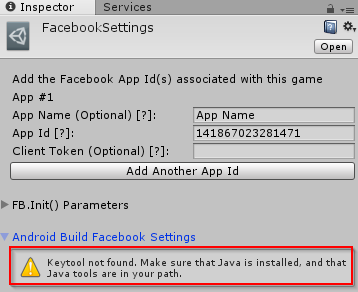 Inspector Services
FacebookSettings
Open
Add the Facebook App Id(s) associated with this game
App #1
App Name (Optional) [?]: App Name
App Id [?]: 141867023281471
Client Token (Optional) [?]:
Add Another App Id
FB.Init() Parameters
Android Build Facebook Settings
Keytool not found. Make sure that Java is installed, and that
Java tools are in your path.